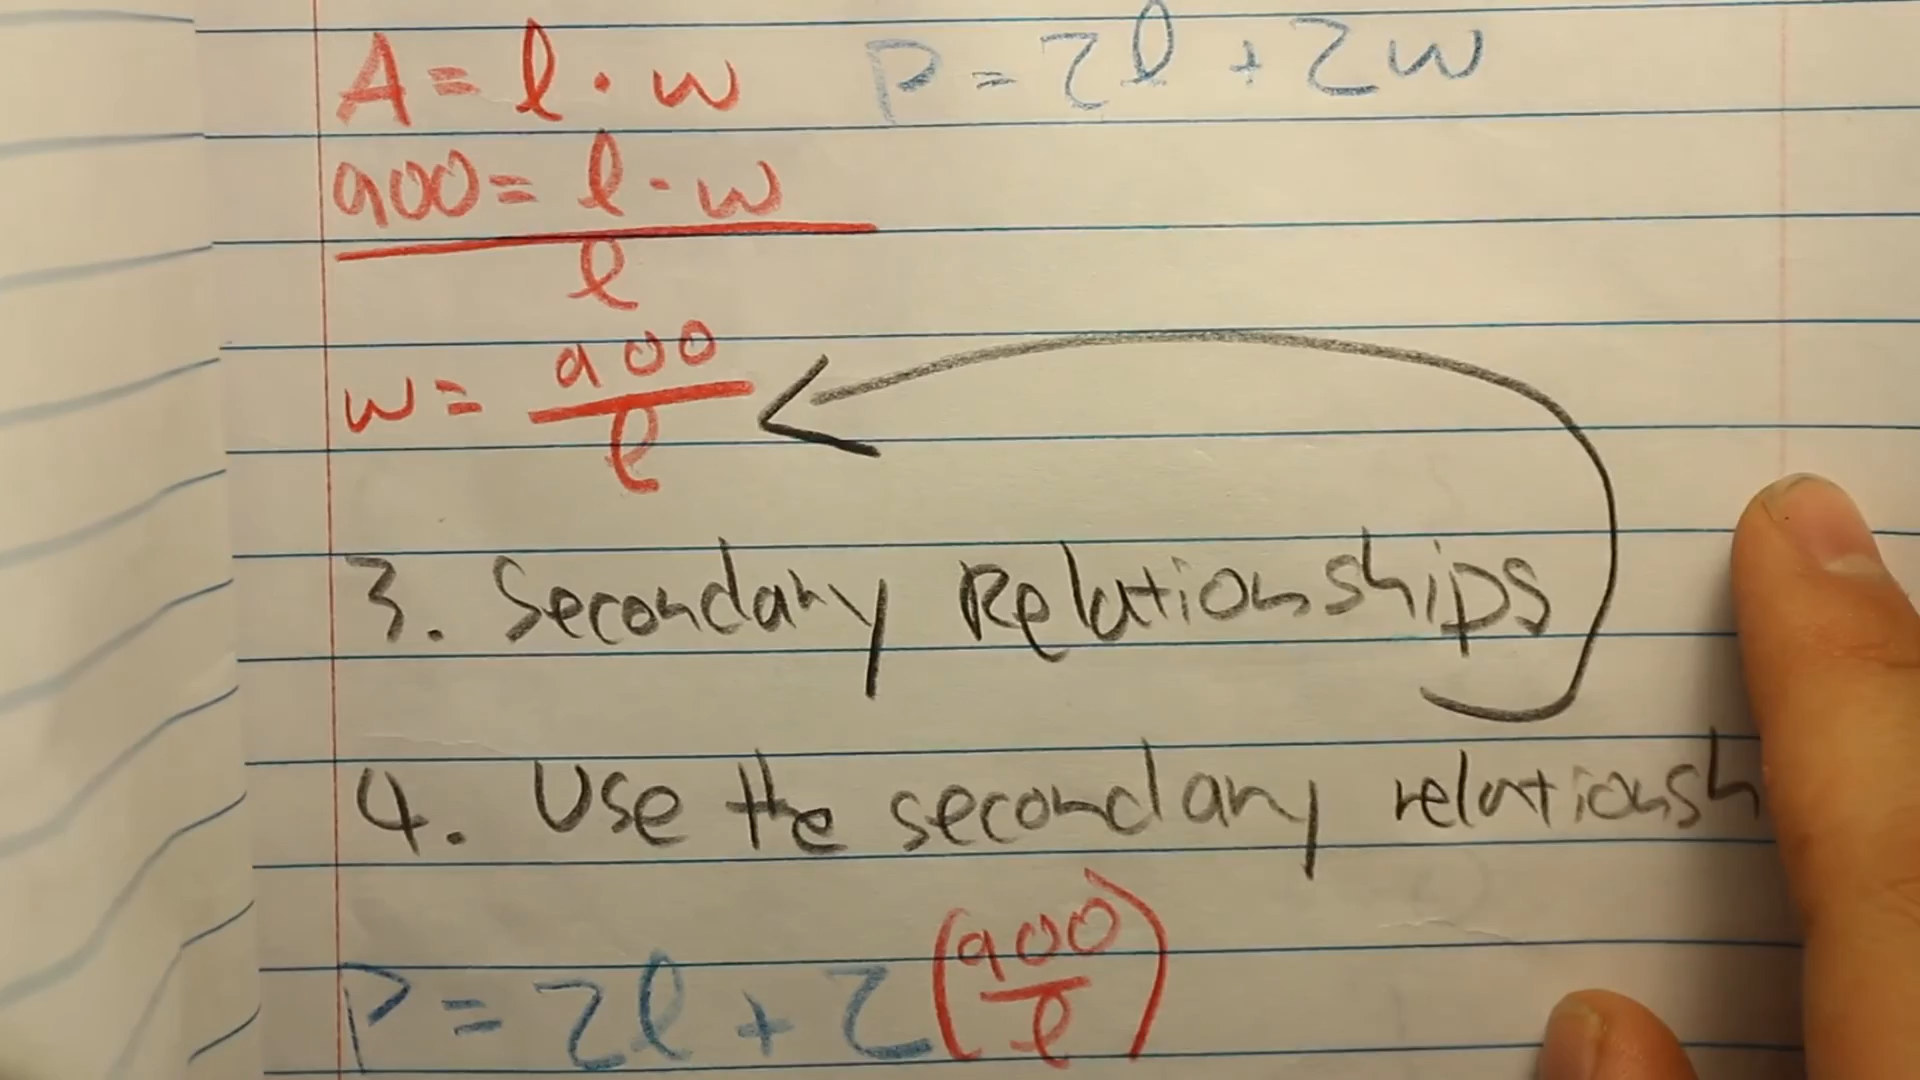 A = l · w P = 2l + 2w
900 = l · w
l
w = 900
l
3. Secondary Relationships
4. Use the secondary relationsh
P = 2l + 2(900/l)